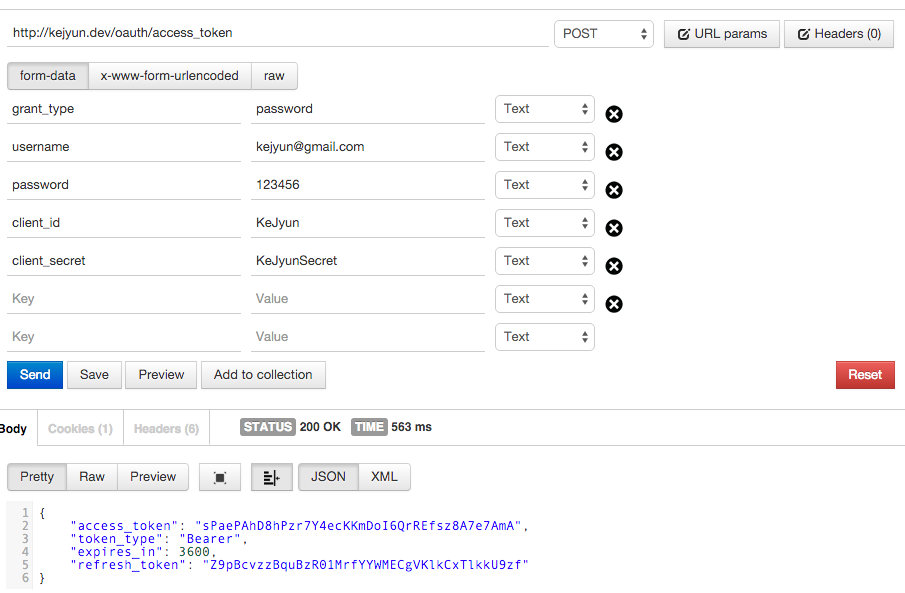 http://kejyun.dev/oauth/access_token POST URL params Headers (0)
form-data x-www-form-urlencoded raw
grant_type password Text
username kejyun@gmail.com Text
password 123456 Text
client_id KeJyun Text
client_secret KeJyunSecret Text
Key Value Text
Key Value Text
Send Save Preview Add to collection Reset
Body Cookies (1) Headers (6) STATUS 200 OK TIME 563 ms
Pretty Raw Preview JSON XML
1 {
2 "access_token": "sPaePAhD8hPzr7Y4ecKKmDoI6QrREfsz8A7e7AmA",
3 "token_type": "Bearer",
4 "expires_in": 3600,
5 "refresh_token": "Z9pBcvzzBquBzR01MrfYYWMECgVKlkCxTlkkU9zf"
6 }